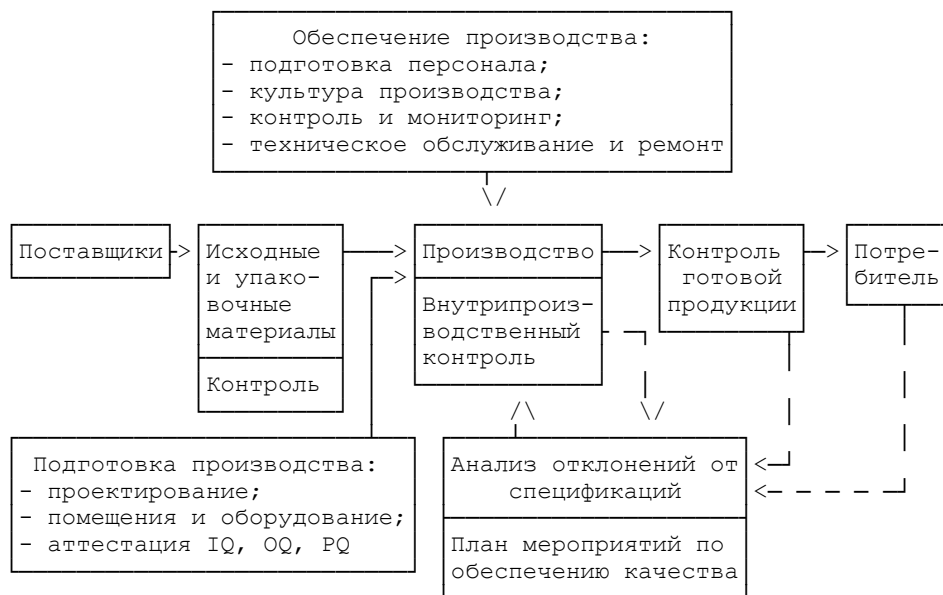 Обеспечение производства:
- подготовка персонала;
- культура производства;
- контроль и мониторинг;
- техническое обслуживание и ремонт
Поставщики
Исходные
и упако-
вочные
материалы
Контроль
Производство
Внутрипроиз-
водственный
контроль
Контроль
готовой
продукции
Потре-
битель
Подготовка производства:
- проектирование;
- помещения и оборудование;
- аттестация IQ, OQ, PQ
Анализ отклонений от
спецификаций
План мероприятий по
обеспечению качества